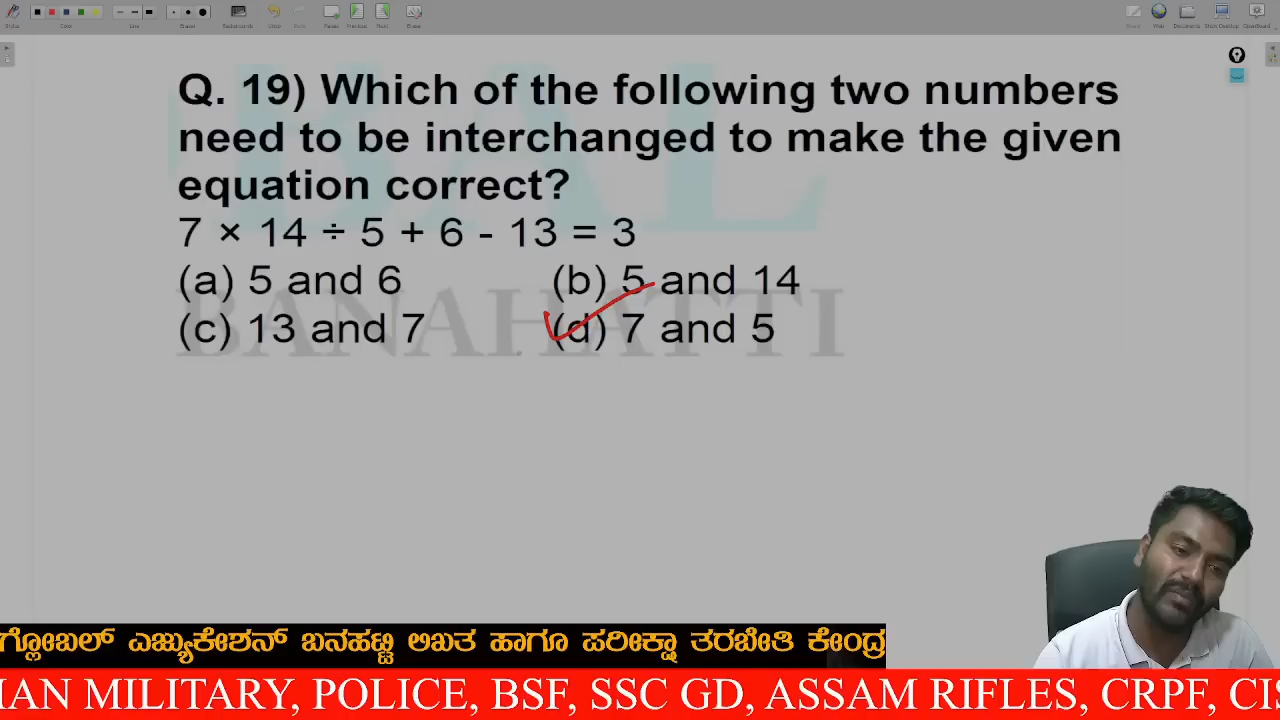 Q. 19) Which of the following two numbers
need to be interchanged to make the given
equation correct?
7 × 14 ÷ 5 + 6 - 13 = 3
(a) 5 and 6 (b) 5 and 14
(c) 13 and 7 (d) 7 and 5
BANAHATTI
ಗ್ಲೋಬಲ್ ಎಜ್ಯುಕೇಶನ್ ಬನಹಟ್ಟಿ ಲಿಖಿತ ಹಾಗೂ ಪರೀಕ್ಷಾ ತರಬೇತಿ ಕೇಂದ್ರ
IAN MILITARY, POLICE, BSF, SSC GD, ASSAM RIFLES, CRPF, CIS